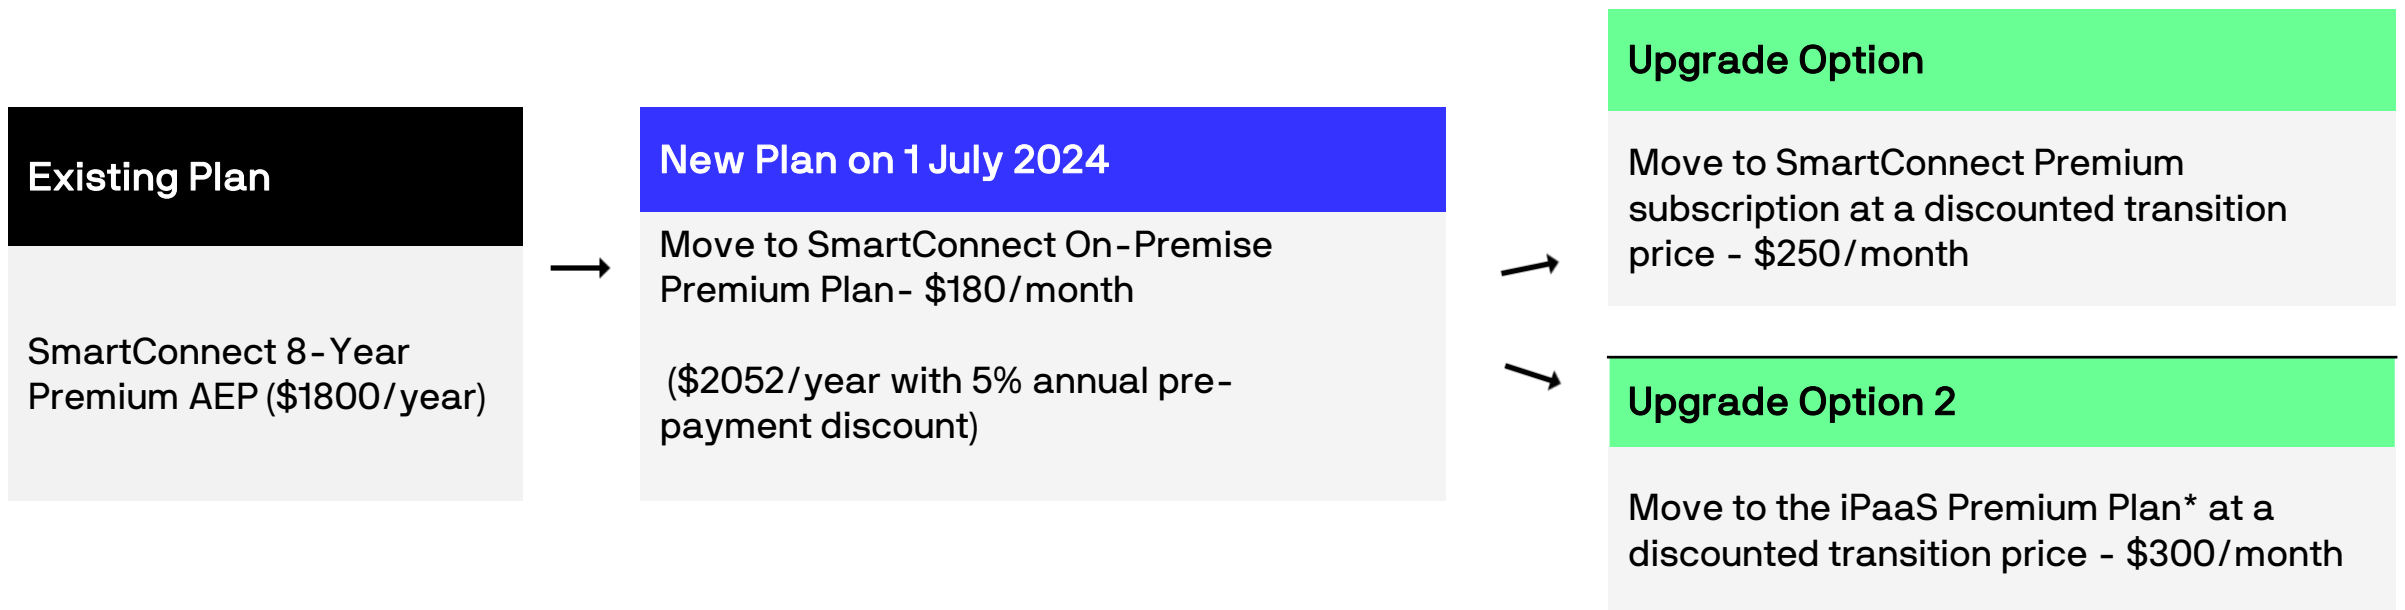 Existing Plan
SmartConnect 8-Year
Premium AEP ($1800/year)
New Plan on 1 July 2024
Move to SmartConnect On-Premise
Premium Plan- $180/month
($2052/year with 5% annual pre-
payment discount)
Upgrade Option
Move to SmartConnect Premium
subscription at a discounted transition
price - $250/month
Upgrade Option 2
Move to the iPaaS Premium Plan* at a
discounted transition price - $300/month